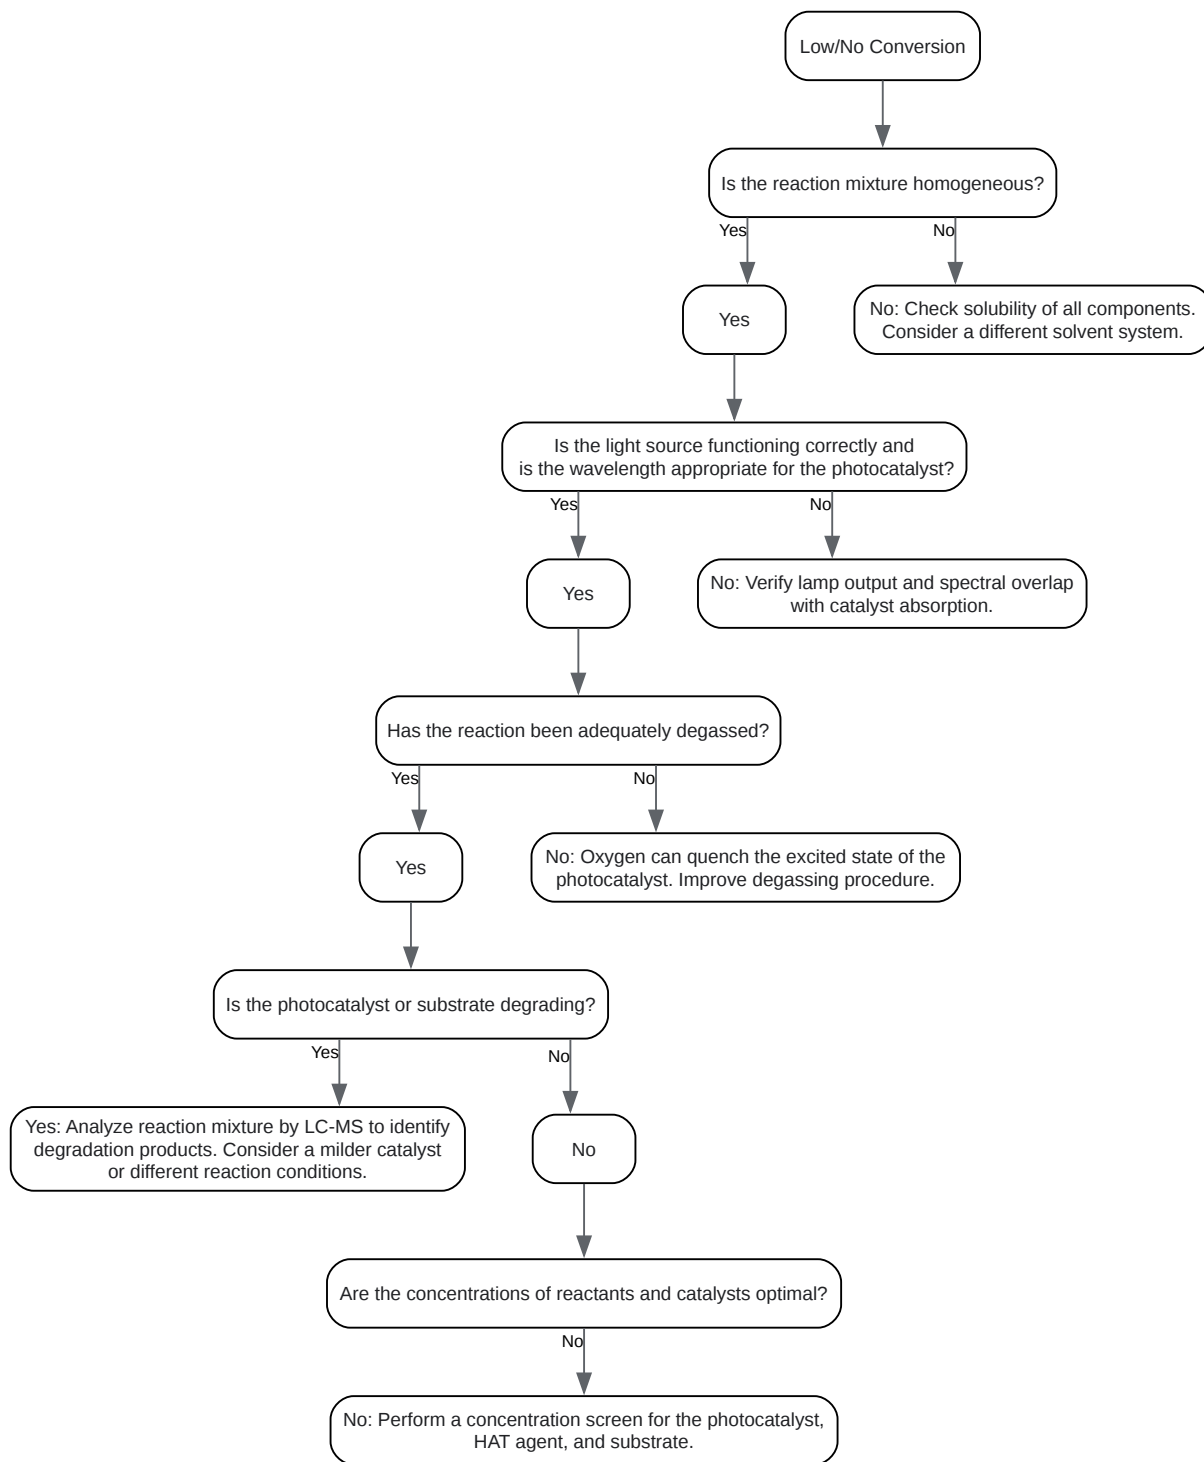 Low/No Conversion
Is the reaction mixture homogeneous?
Yes
No
Yes
No: Check solubility of all components.
Consider a different solvent system.
Is the light source functioning correctly and
is the wavelength appropriate for the photocatalyst?
Yes
No
Yes
No: Verify lamp output and spectral overlap
with catalyst absorption.
Has the reaction been adequately degassed?
Yes
No
Yes
No: Oxygen can quench the excited state of the
photocatalyst. Improve degassing procedure.
Is the photocatalyst or substrate degrading?
Yes
No
Yes: Analyze reaction mixture by LC-MS to identify
degradation products. Consider a milder catalyst
or different reaction conditions.
No
Are the concentrations of reactants and catalysts optimal?
No
No: Perform a concentration screen for the photocatalyst,
HAT agent, and substrate.